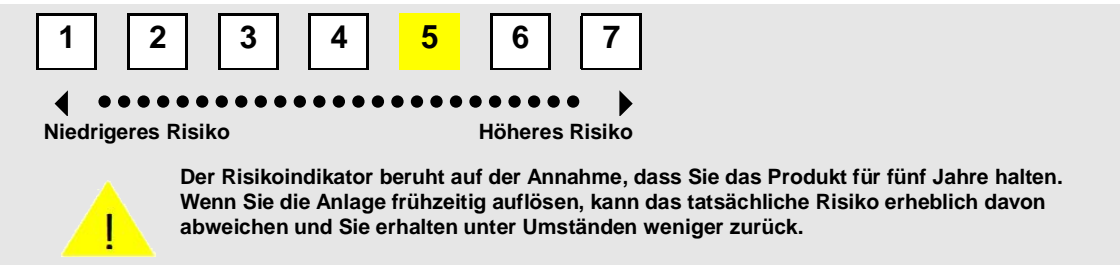 1 2 3 4 5 6 7
Niedrigeres Risiko Höheres Risiko
Der Risikoindikator beruht auf der Annahme, dass Sie das Produkt für fünf Jahre halten.
Wenn Sie die Anlage frühzeitig auflösen, kann das tatsächliche Risiko erheblich davon
abweichen und Sie erhalten unter Umständen weniger zurück.
!